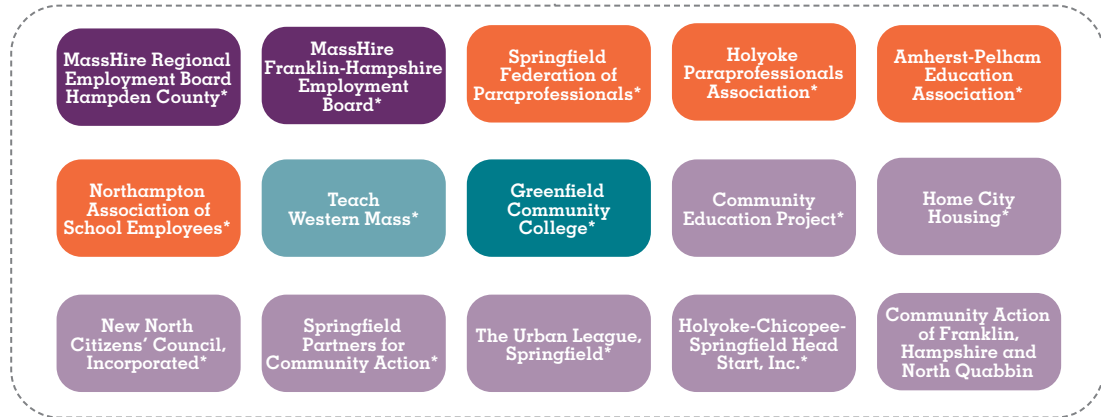 MassHire Regional
Employment Board
Hampden County*
MassHire
Franklin-Hampshire
Employment
Board*
Springfield
Federation of
Paraprofessionals*
Holyoke
Paraprofessionals
Association*
Amherst-Pelham
Education
Association*
Northampton
Association of
School Employees*
Teach
Western Mass*
Greenfield
Community
College*
Community
Education Project*
Home City
Housing*
New North
Citizens’ Council,
Incorporated*
Springfield
Partners for
Community Action*
The Urban League,
Springfield*
Holyoke-Chicopee-
Springfield Head
Start, Inc.*
Community Action
of Franklin,
Hampshire and
North Quabbin